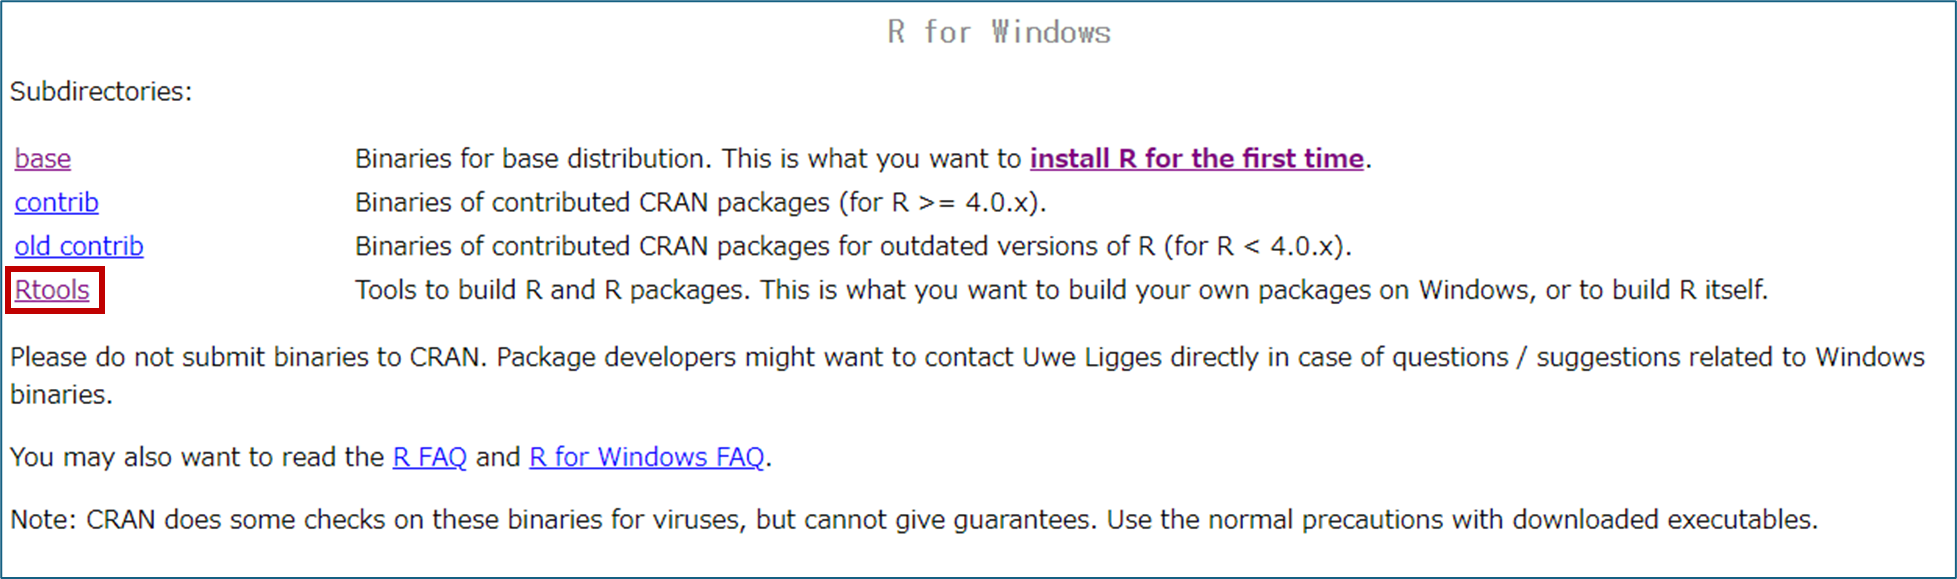 R for Windows
Subdirectories:
base Binaries for base distribution. This is what you want to install R for the first time.
contrib Binaries of contributed CRAN packages (for R >= 4.0.x).
old contrib Binaries of contributed CRAN packages for outdated versions of R (for R < 4.0.x).
Rtools Tools to build R and R packages. This is what you want to build your own packages on Windows, or to build R itself.
Please do not submit binaries to CRAN. Package developers might want to contact Uwe Ligges directly in case of questions / suggestions related to Windows
binaries.
You may also want to read the R FAQ and R for Windows FAQ.
Note: CRAN does some checks on these binaries for viruses, but cannot give guarantees. Use the normal precautions with downloaded executables.